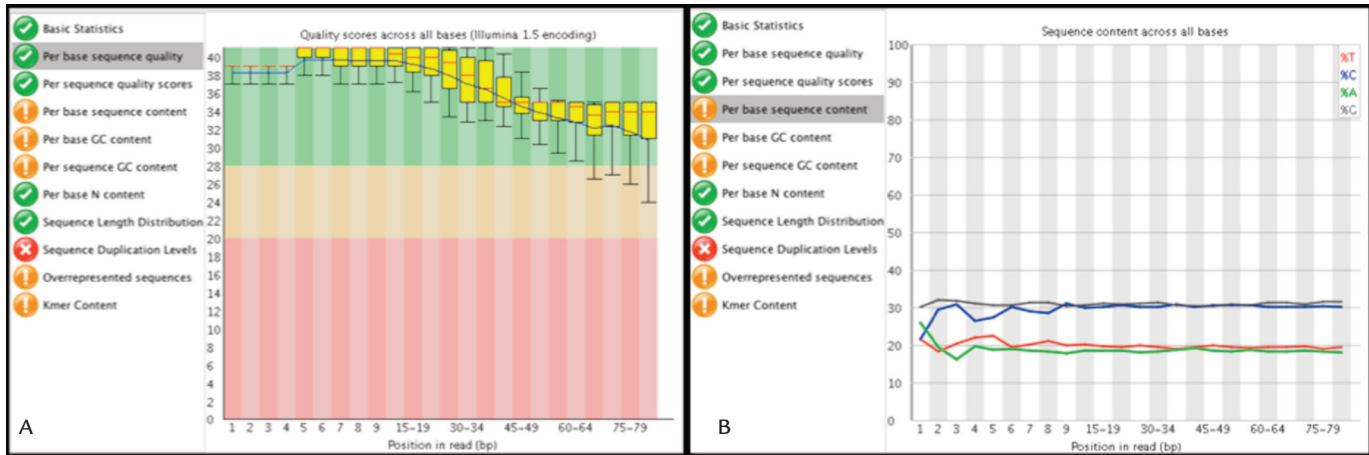 Basic Statistics
Per base sequence quality
Per sequence quality scores
Per base sequence content
Per base GC content
Per sequence GC content
Per base N content
Sequence Length Distribution
Sequence Duplication Levels
Overrepresented sequences
Kmer Content
A
Quality scores across all bases (Illumina 1.5 encoding)
40
38
36
34
32
30
28
26
24
22
20
18
16
14
12
10
8
6
4
2
0
1 2 3 4 5 6 7 8 9 15-19 30-34 45-49 60-64 75-79
Position in read (bp)
Basic Statistics
Per base sequence quality
Per sequence quality scores
Per base sequence content
Per base GC content
Per sequence GC content
Per base N content
Sequence Length Distribution
Sequence Duplication Levels
Overrepresented sequences
Kmer Content
B
Sequence content across all bases
100
90
80
70
60
50
40
30
20
10
0
%T
%C
%A
%G
1 2 3 4 5 6 7 8 9 15-19 30-34 45-49 60-64 75-79
Position in read (bp)